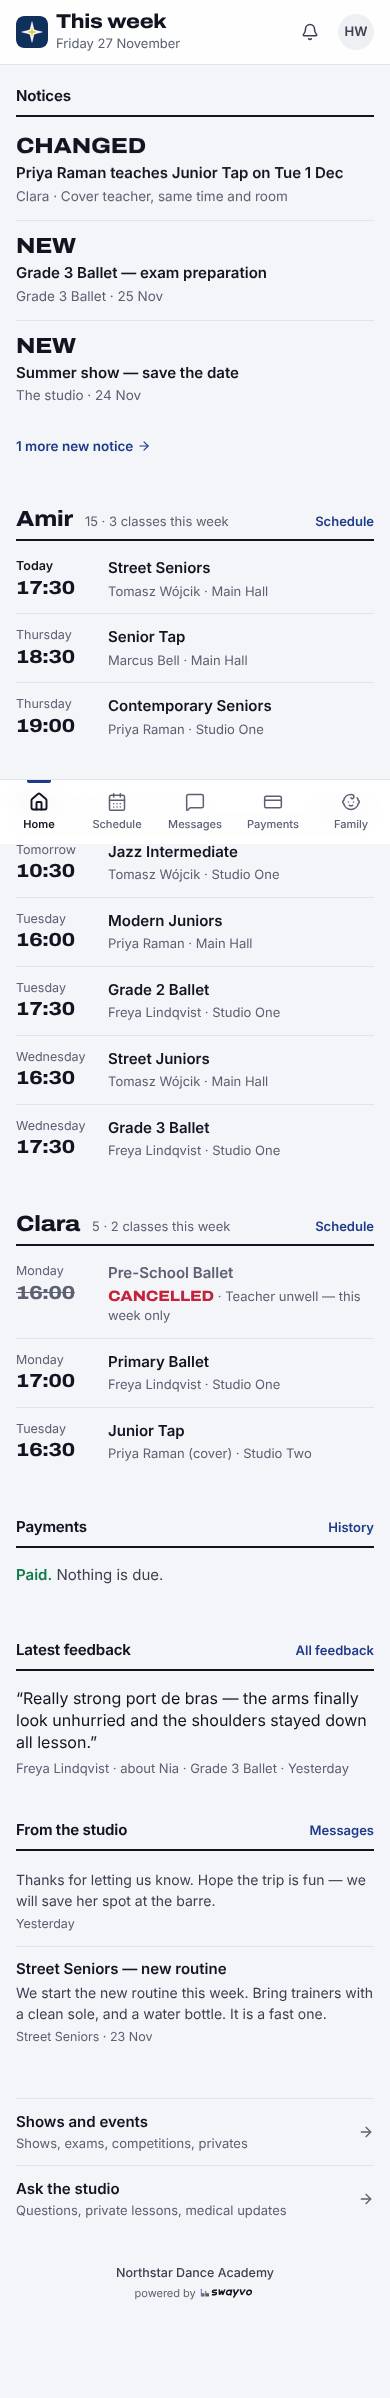 This week
Friday 27 November
HW
Notices
CHANGED
Priya Raman teaches Junior Tap on Tue 1 Dec
Clara · Cover teacher, same time and room
NEW
Grade 3 Ballet — exam preparation
Grade 3 Ballet · 25 Nov
NEW
Summer show — save the date
The studio · 24 Nov
1 more new notice →
Amir 15 · 3 classes this week Schedule
Today
17:30
Street Seniors
Tomasz Wójcik · Main Hall
Thursday
18:30
Senior Tap
Marcus Bell · Main Hall
Thursday
19:00
Contemporary Seniors
Priya Raman · Studio One
Home
Schedule
Messages
Payments
Family
Tomorrow
10:30
Jazz Intermediate
Tomasz Wójcik · Studio One
Tuesday
16:00
Modern Juniors
Priya Raman · Main Hall
Tuesday
17:30
Grade 2 Ballet
Freya Lindqvist · Studio One
Wednesday
16:30
Street Juniors
Tomasz Wójcik · Main Hall
Wednesday
17:30
Grade 3 Ballet
Freya Lindqvist · Studio One
Clara 5 · 2 classes this week Schedule
Monday
16:00
Pre-School Ballet
CANCELLED · Teacher unwell — this
week only
Monday
17:00
Primary Ballet
Freya Lindqvist · Studio One
Tuesday
16:30
Junior Tap
Priya Raman (cover) · Studio Two
Payments History
Paid. Nothing is due.
Latest feedback All feedback
“Really strong port de bras — the arms finally
look unhurried and the shoulders stayed down
all lesson.”
Freya Lindqvist · about Nia · Grade 3 Ballet · Yesterday
From the studio Messages
Thanks for letting us know. Hope the trip is fun — we
will save her spot at the barre.
Yesterday
Street Seniors — new routine
We start the new routine this week. Bring trainers with
a clean sole, and a water bottle. It is a fast one.
Street Seniors · 23 Nov
Shows and events
Shows, exams, competitions, privates
Ask the studio
Questions, private lessons, medical updates
Northstar Dance Academy
powered by swayvo